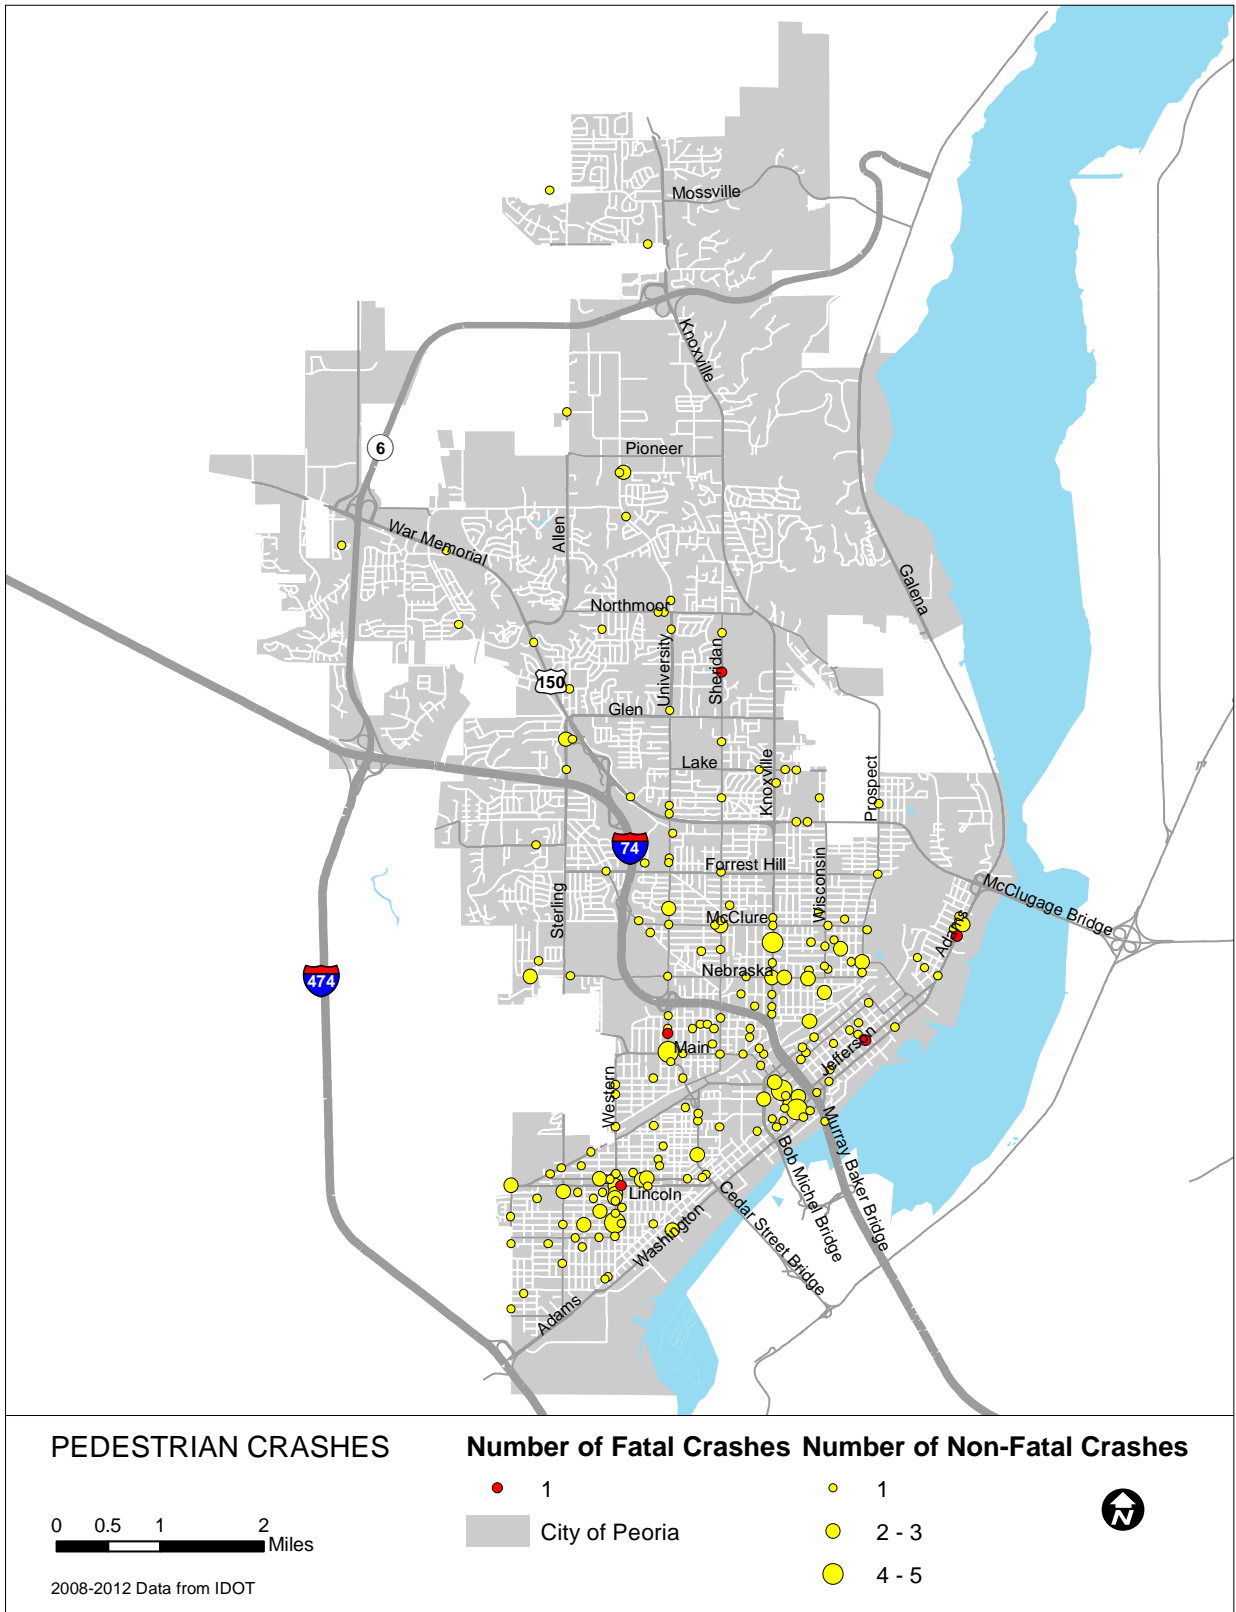 Mossville
Knoxville
Pioneer
6
Allen
War Memorial
Galena
Northmoor
University
Sheridan
150
Glen
Lake
Knoxville
Prospect
74
Forrest Hill
Wisconsin
Sterling
McClugage Bridge
McClure
Adams
Nebraska
474
Main
Jefferson
Western
Murray Baker Bridge
Bob Michel Bridge
Lincoln
Cedar Street Bridge
Washington
Adams
PEDESTRIAN CRASHES
Number of Fatal Crashes
1
City of Peoria
Number of Non-Fatal Crashes
1
2 - 3
4 - 5
N
0 0.5 1 2
Miles
2008-2012 Data from IDOT